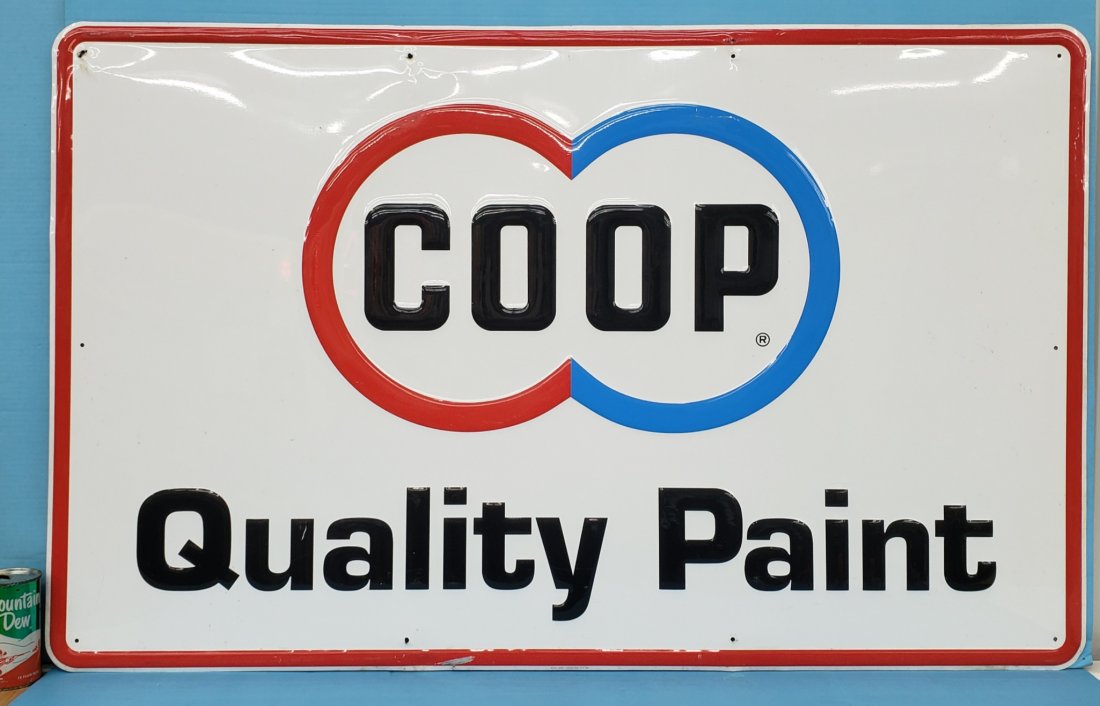 COOP
®
Quality Paint
Mountain
Dew